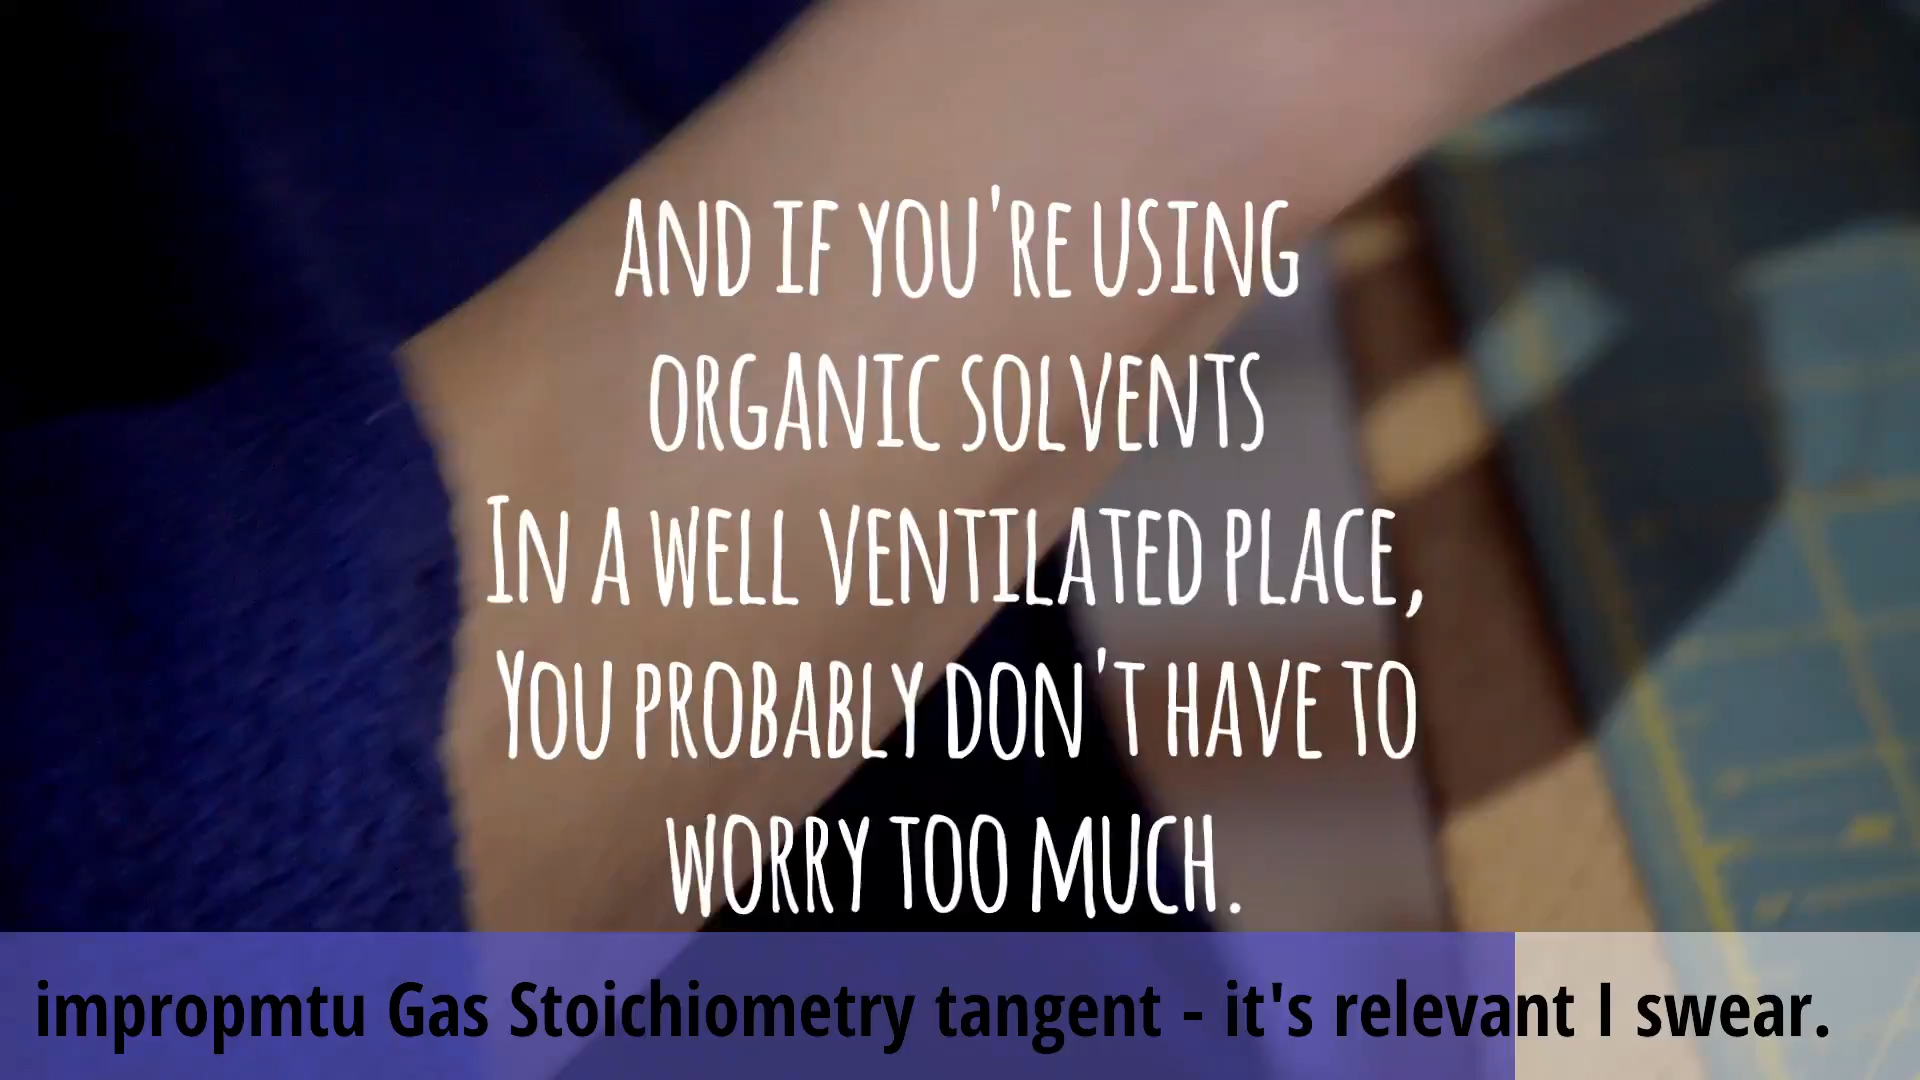 AND IF YOU'RE USING
ORGANIC SOLVENTS
IN A WELL VENTILATED PLACE,
YOU PROBABLY DON'T HAVE TO
WORRY TOO MUCH.
impropmtu Gas Stoichiometry tangent - it's relevant I swear.